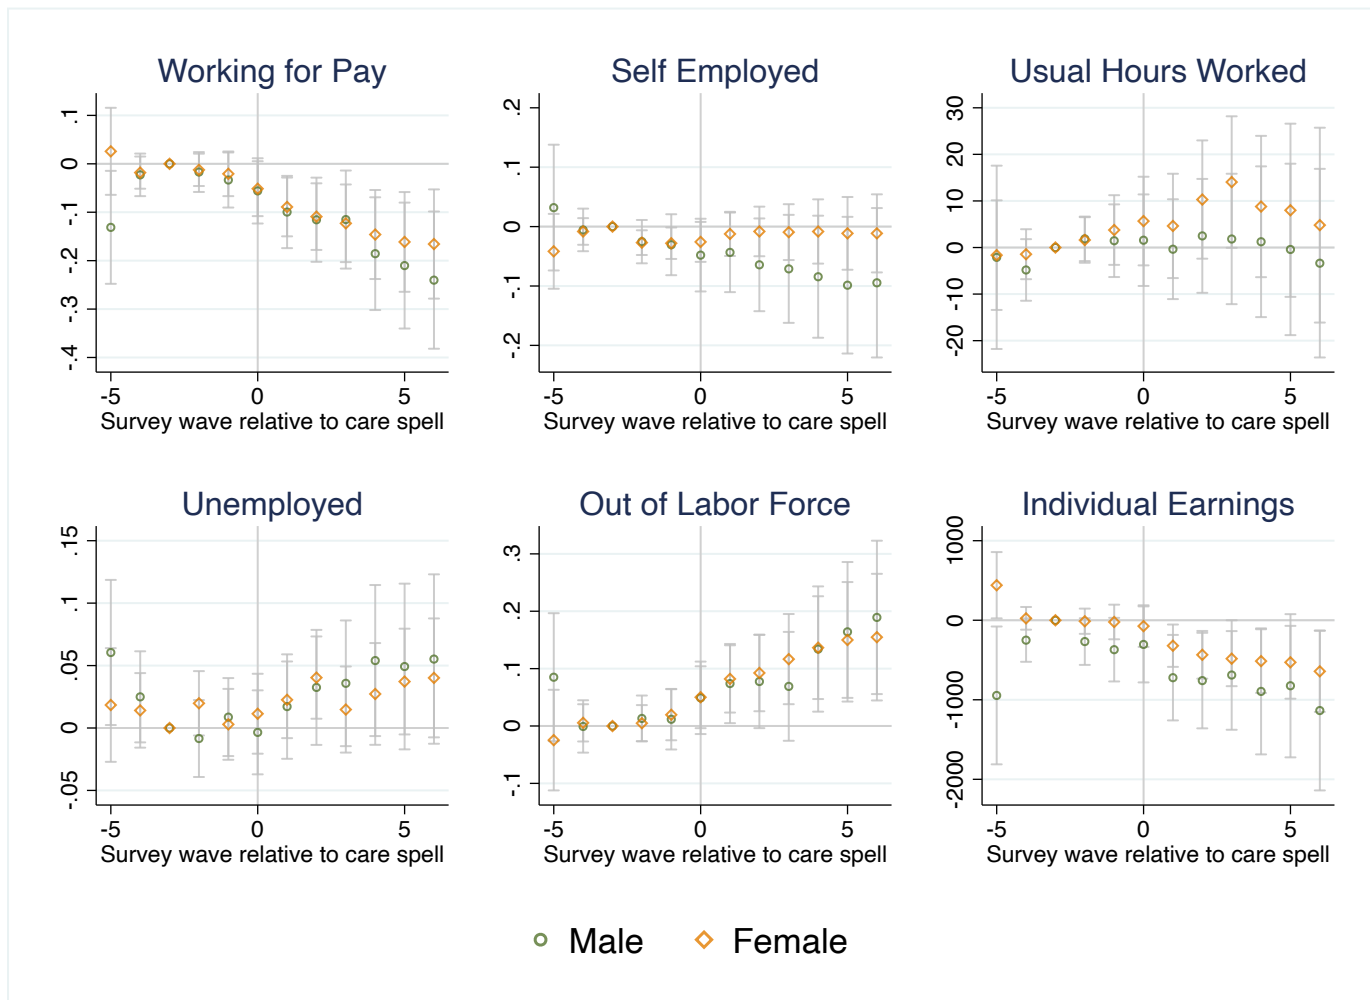 Working for Pay
.1
0
-.1
-.2
-.3
-.4
-5 0 5
Survey wave relative to care spell
Self Employed
.2
.1
0
-.1
-.2
-5 0 5
Survey wave relative to care spell
Usual Hours Worked
30
20
10
0
-10
-20
-5 0 5
Survey wave relative to care spell
Unemployed
.15
.1
.05
0
-.05
-5 0 5
Survey wave relative to care spell
Out of Labor Force
.3
.2
.1
0
-.1
-5 0 5
Survey wave relative to care spell
Individual Earnings
1000
0
-1000
-2000
-5 0 5
Survey wave relative to care spell
Male Female